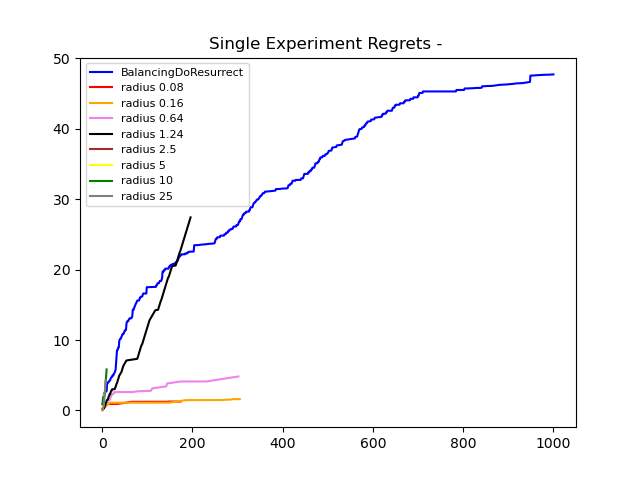 Single Experiment Regrets -
50
40
30
20
10
0
BalancingDoResurrect
radius 0.08
radius 0.16
radius 0.64
radius 1.24
radius 2.5
radius 5
radius 10
radius 25
0 200 400 600 800 1000